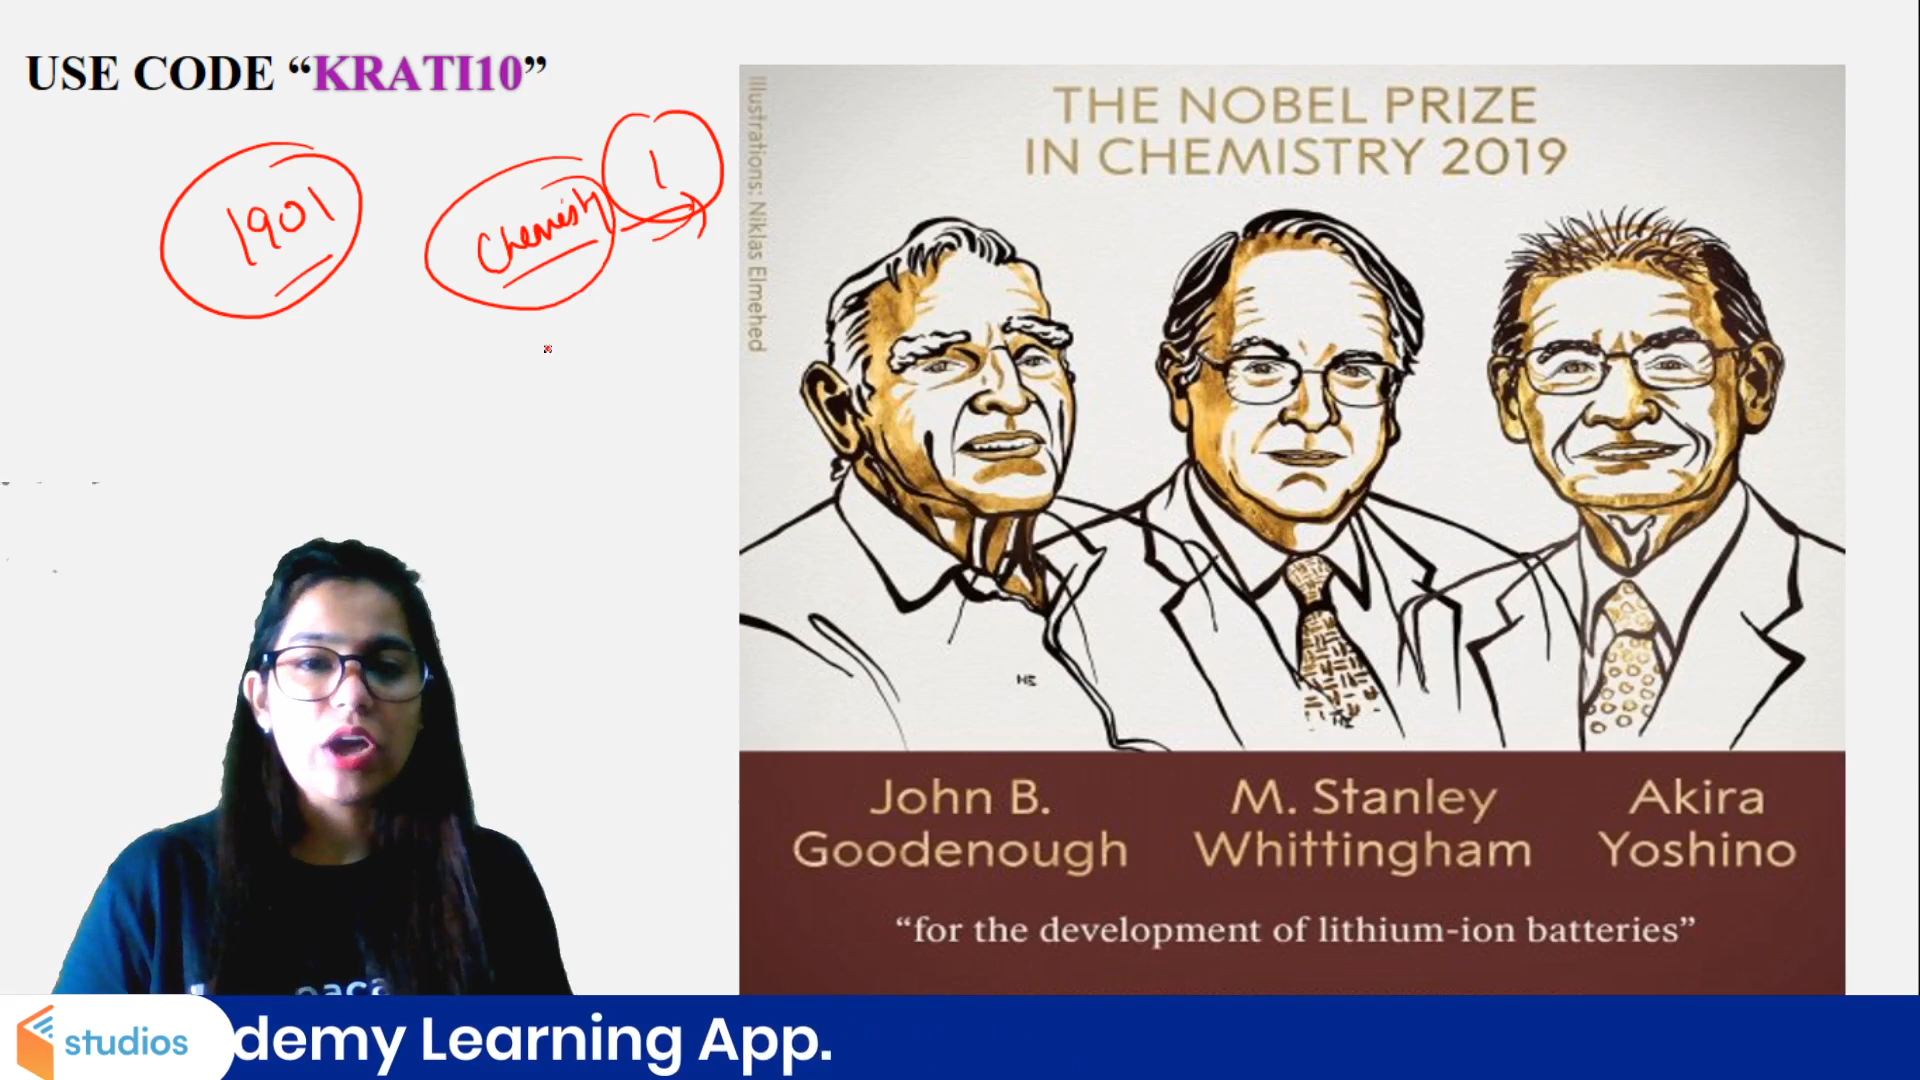 USE CODE “KRATI10”
1901
Chemistry
1
Illustrations: Niklas Elmehed
THE NOBEL PRIZE
IN CHEMISTRY 2019
John B.
Goodenough
M. Stanley
Whittingham
Akira
Yoshino
“for the development of lithium-ion batteries”
studios
demy Learning App.